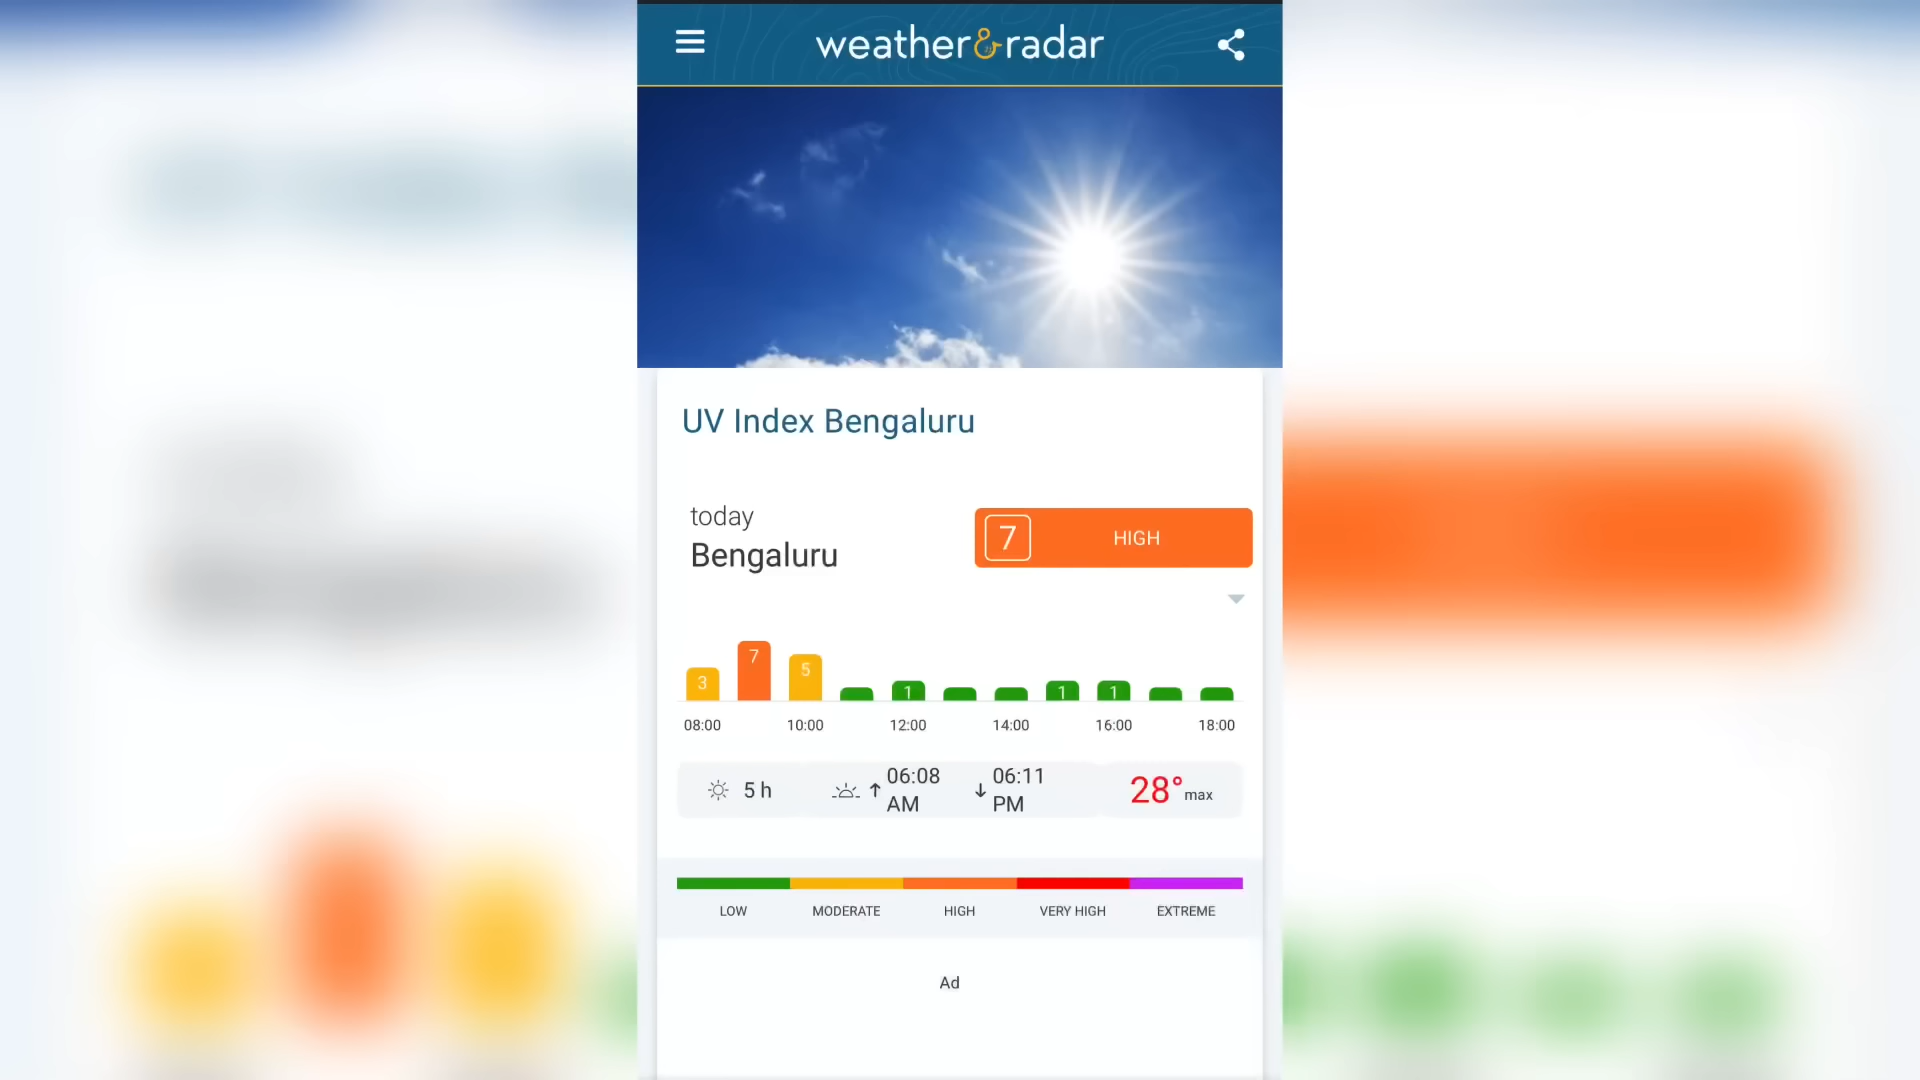 weather&radar
UV Index Bengaluru
today
Bengaluru
7 HIGH
3 7 5 1 1 1
08:00 10:00 12:00 14:00 16:00 18:00
5 h
06:08
AM
06:11
PM
28° max
LOW MODERATE HIGH VERY HIGH EXTREME
Ad